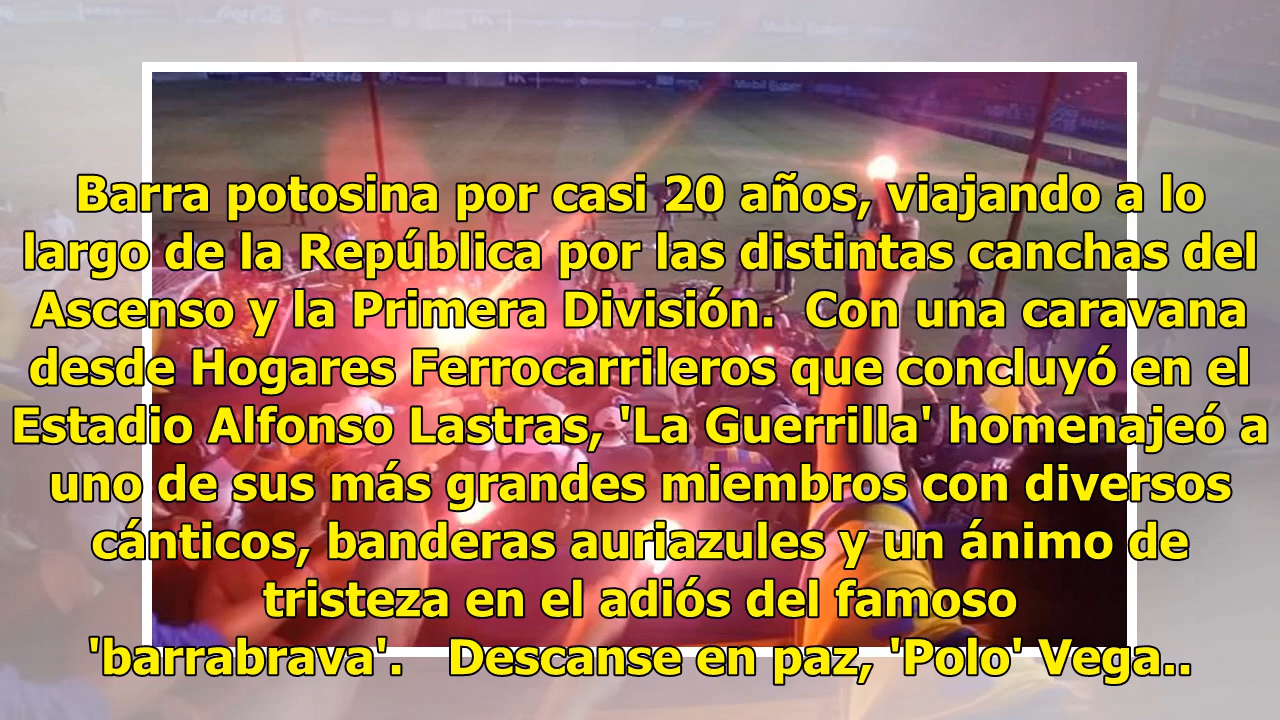 Mobil Super
Barra potosina por casi 20 años, viajando a lo
largo de la República por las distintas canchas del
Ascenso y la Primera División.  Con una caravana
desde Hogares Ferrocarrileros que concluyó en el
Estadio Alfonso Lastras, 'La Guerrilla' homenajeó a
uno de sus más grandes miembros con diversos
cánticos, banderas auriazules y un ánimo de
tristeza en el adiós del famoso
'barrabrava'.   Descanse en paz, 'Polo' Vega..